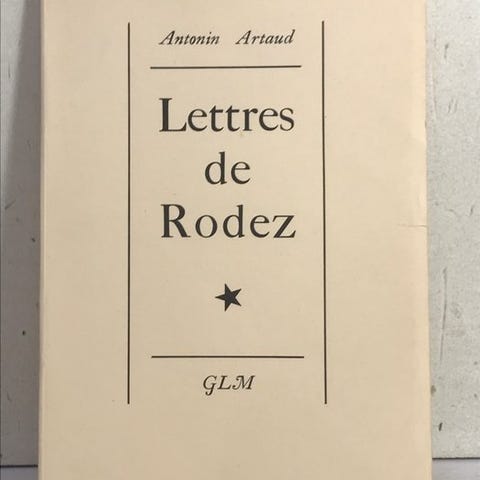 Antonin Artaud
Lettres
de
Rodez
GLM